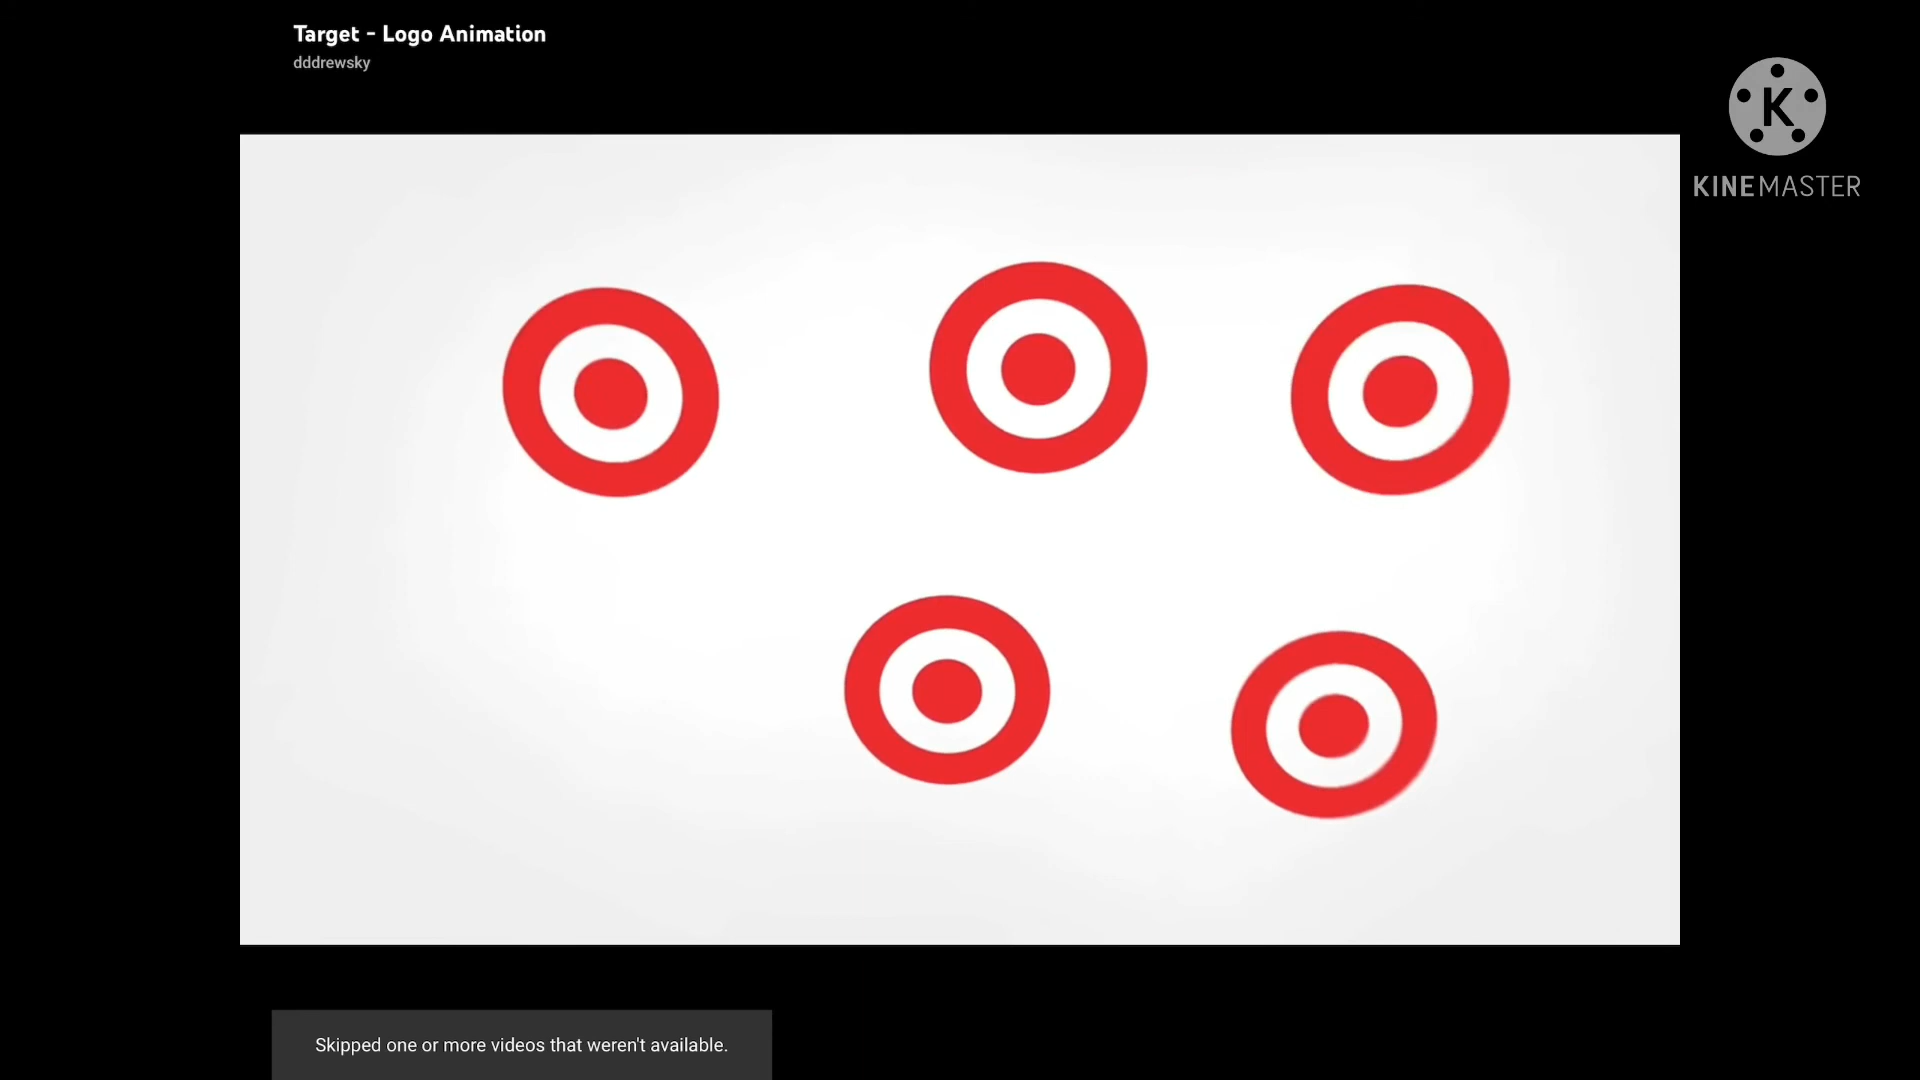 Target - Logo Animation
dddrewsky
K
KINEMASTER
Skipped one or more videos that weren't available.